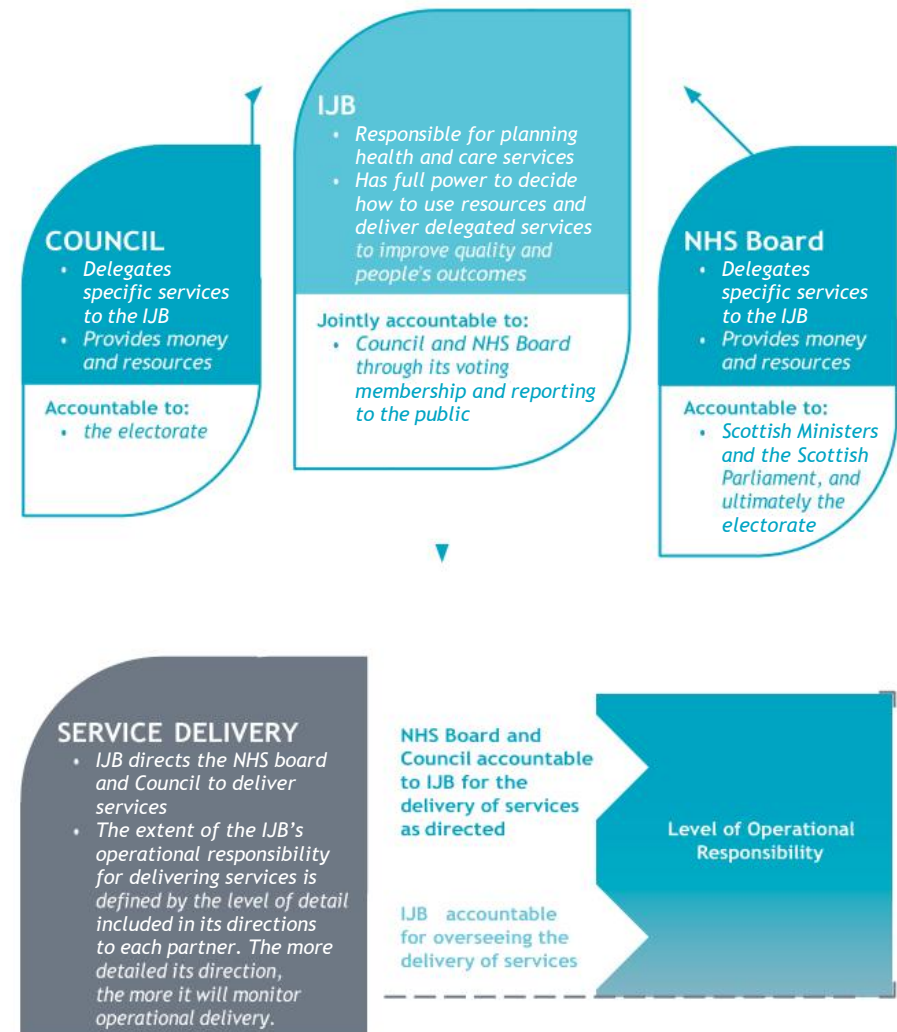 IJB
• Responsible for planning
health and care services
• Has full power to decide
how to use resources and
deliver delegated services
to improve quality and
people's outcomes
Jointly accountable to:
• Council and NHS Board
through its voting
membership and reporting
to the public
COUNCIL
• Delegates
specific services
to the IJB
• Provides money
and resources
Accountable to:
• the electorate
NHS Board
• Delegates
specific services
to the IJB
• Provides money
and resources
Accountable to:
• Scottish Ministers
and the Scottish
Parliament, and
ultimately the
electorate
SERVICE DELIVERY
• IJB directs the NHS board
and Council to deliver
services
• The extent of the IJB’s
operational responsibility
for delivering services is
defined by the level of detail
included in its directions
to each partner. The more
detailed its direction,
the more it will monitor
operational delivery.
NHS Board and
Council accountable
to IJB for the
delivery of services
as directed
IJB accountable
for overseeing the
delivery of services
Level of Operational
Responsibility